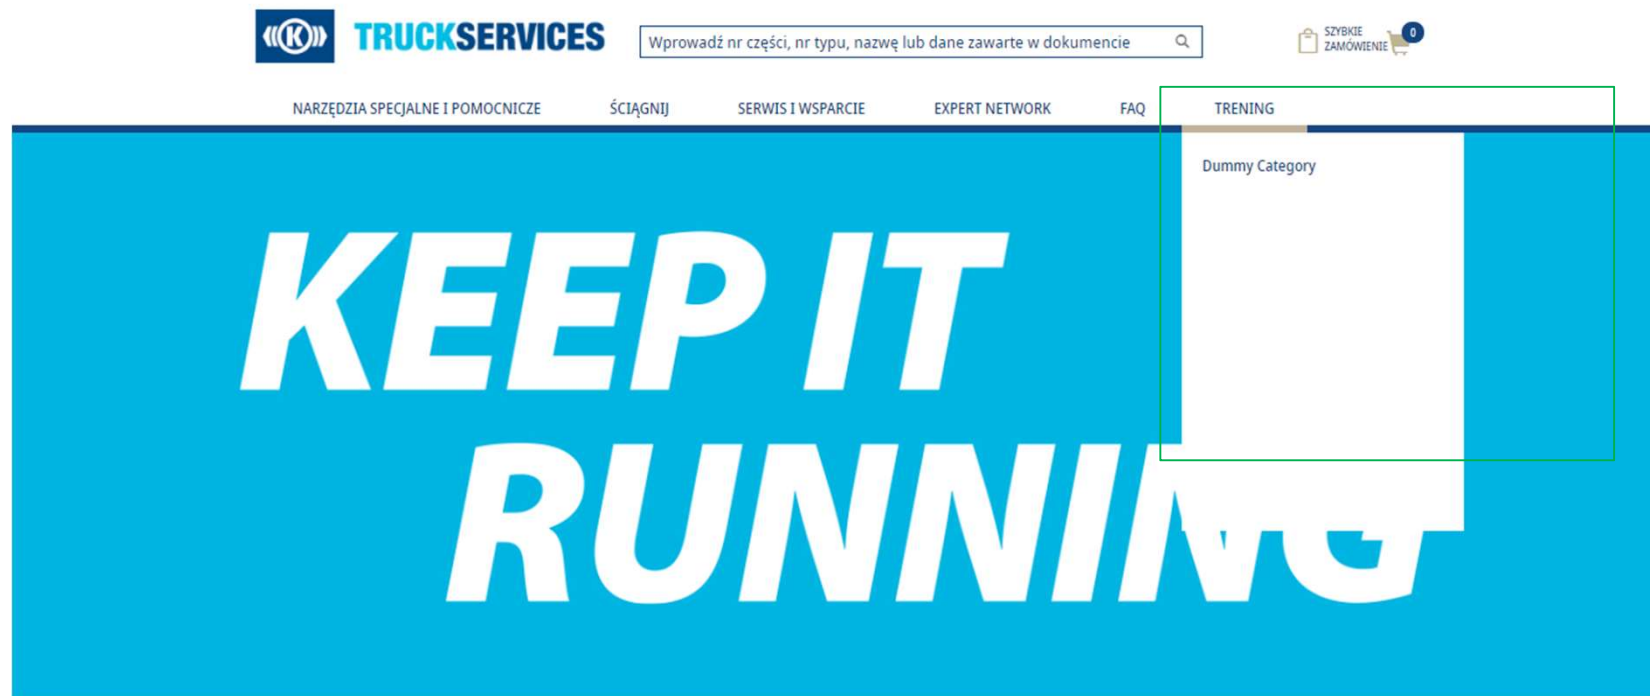 ((K)) TRUCKSERVICES
Wprowadź nr części, nr typu, nazwę lub dane zawarte w dokumencie
SZYBKIE
ZAMÓWIENIE
0
NARZĘDZIA SPECJALNE I POMOCNICZE ŚCIĄGNIJ SERWIS I WSPARCIE EXPERT NETWORK FAQ TRENING
Dummy Category
KEEP IT
RUNNING